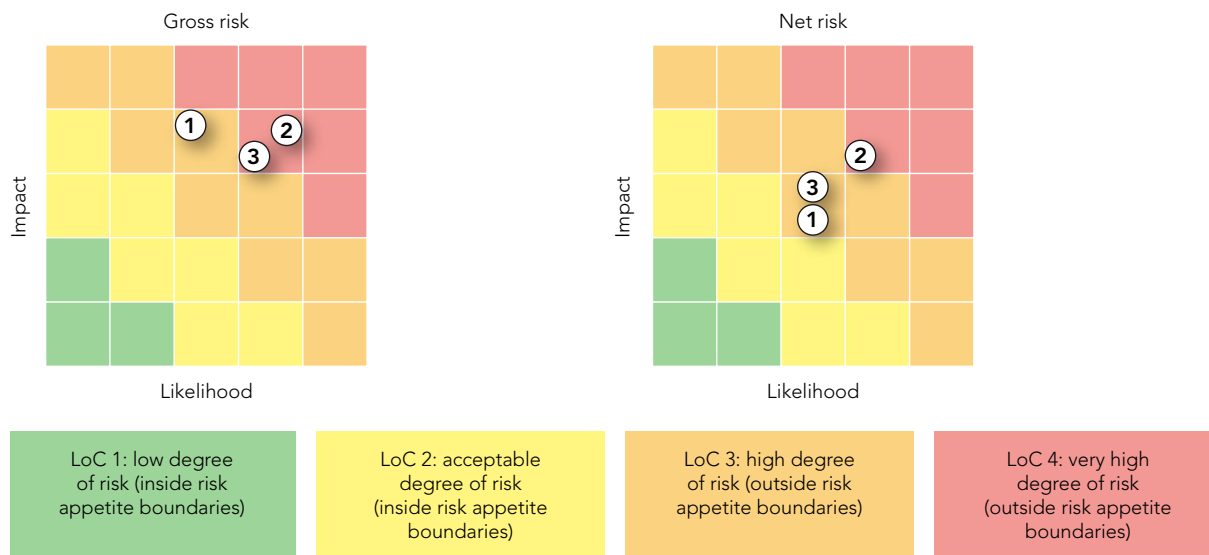 Gross risk
1
2
3
Impact
Likelihood
Net risk
2
3
1
Impact
Likelihood
LoC 1: low degree
of risk (inside risk
appetite boundaries)
LoC 2: acceptable
degree of risk
(inside risk appetite
boundaries)
LoC 3: high degree
of risk (outside risk
appetite boundaries)
LoC 4: very high
degree of risk
(outside risk appetite
boundaries)